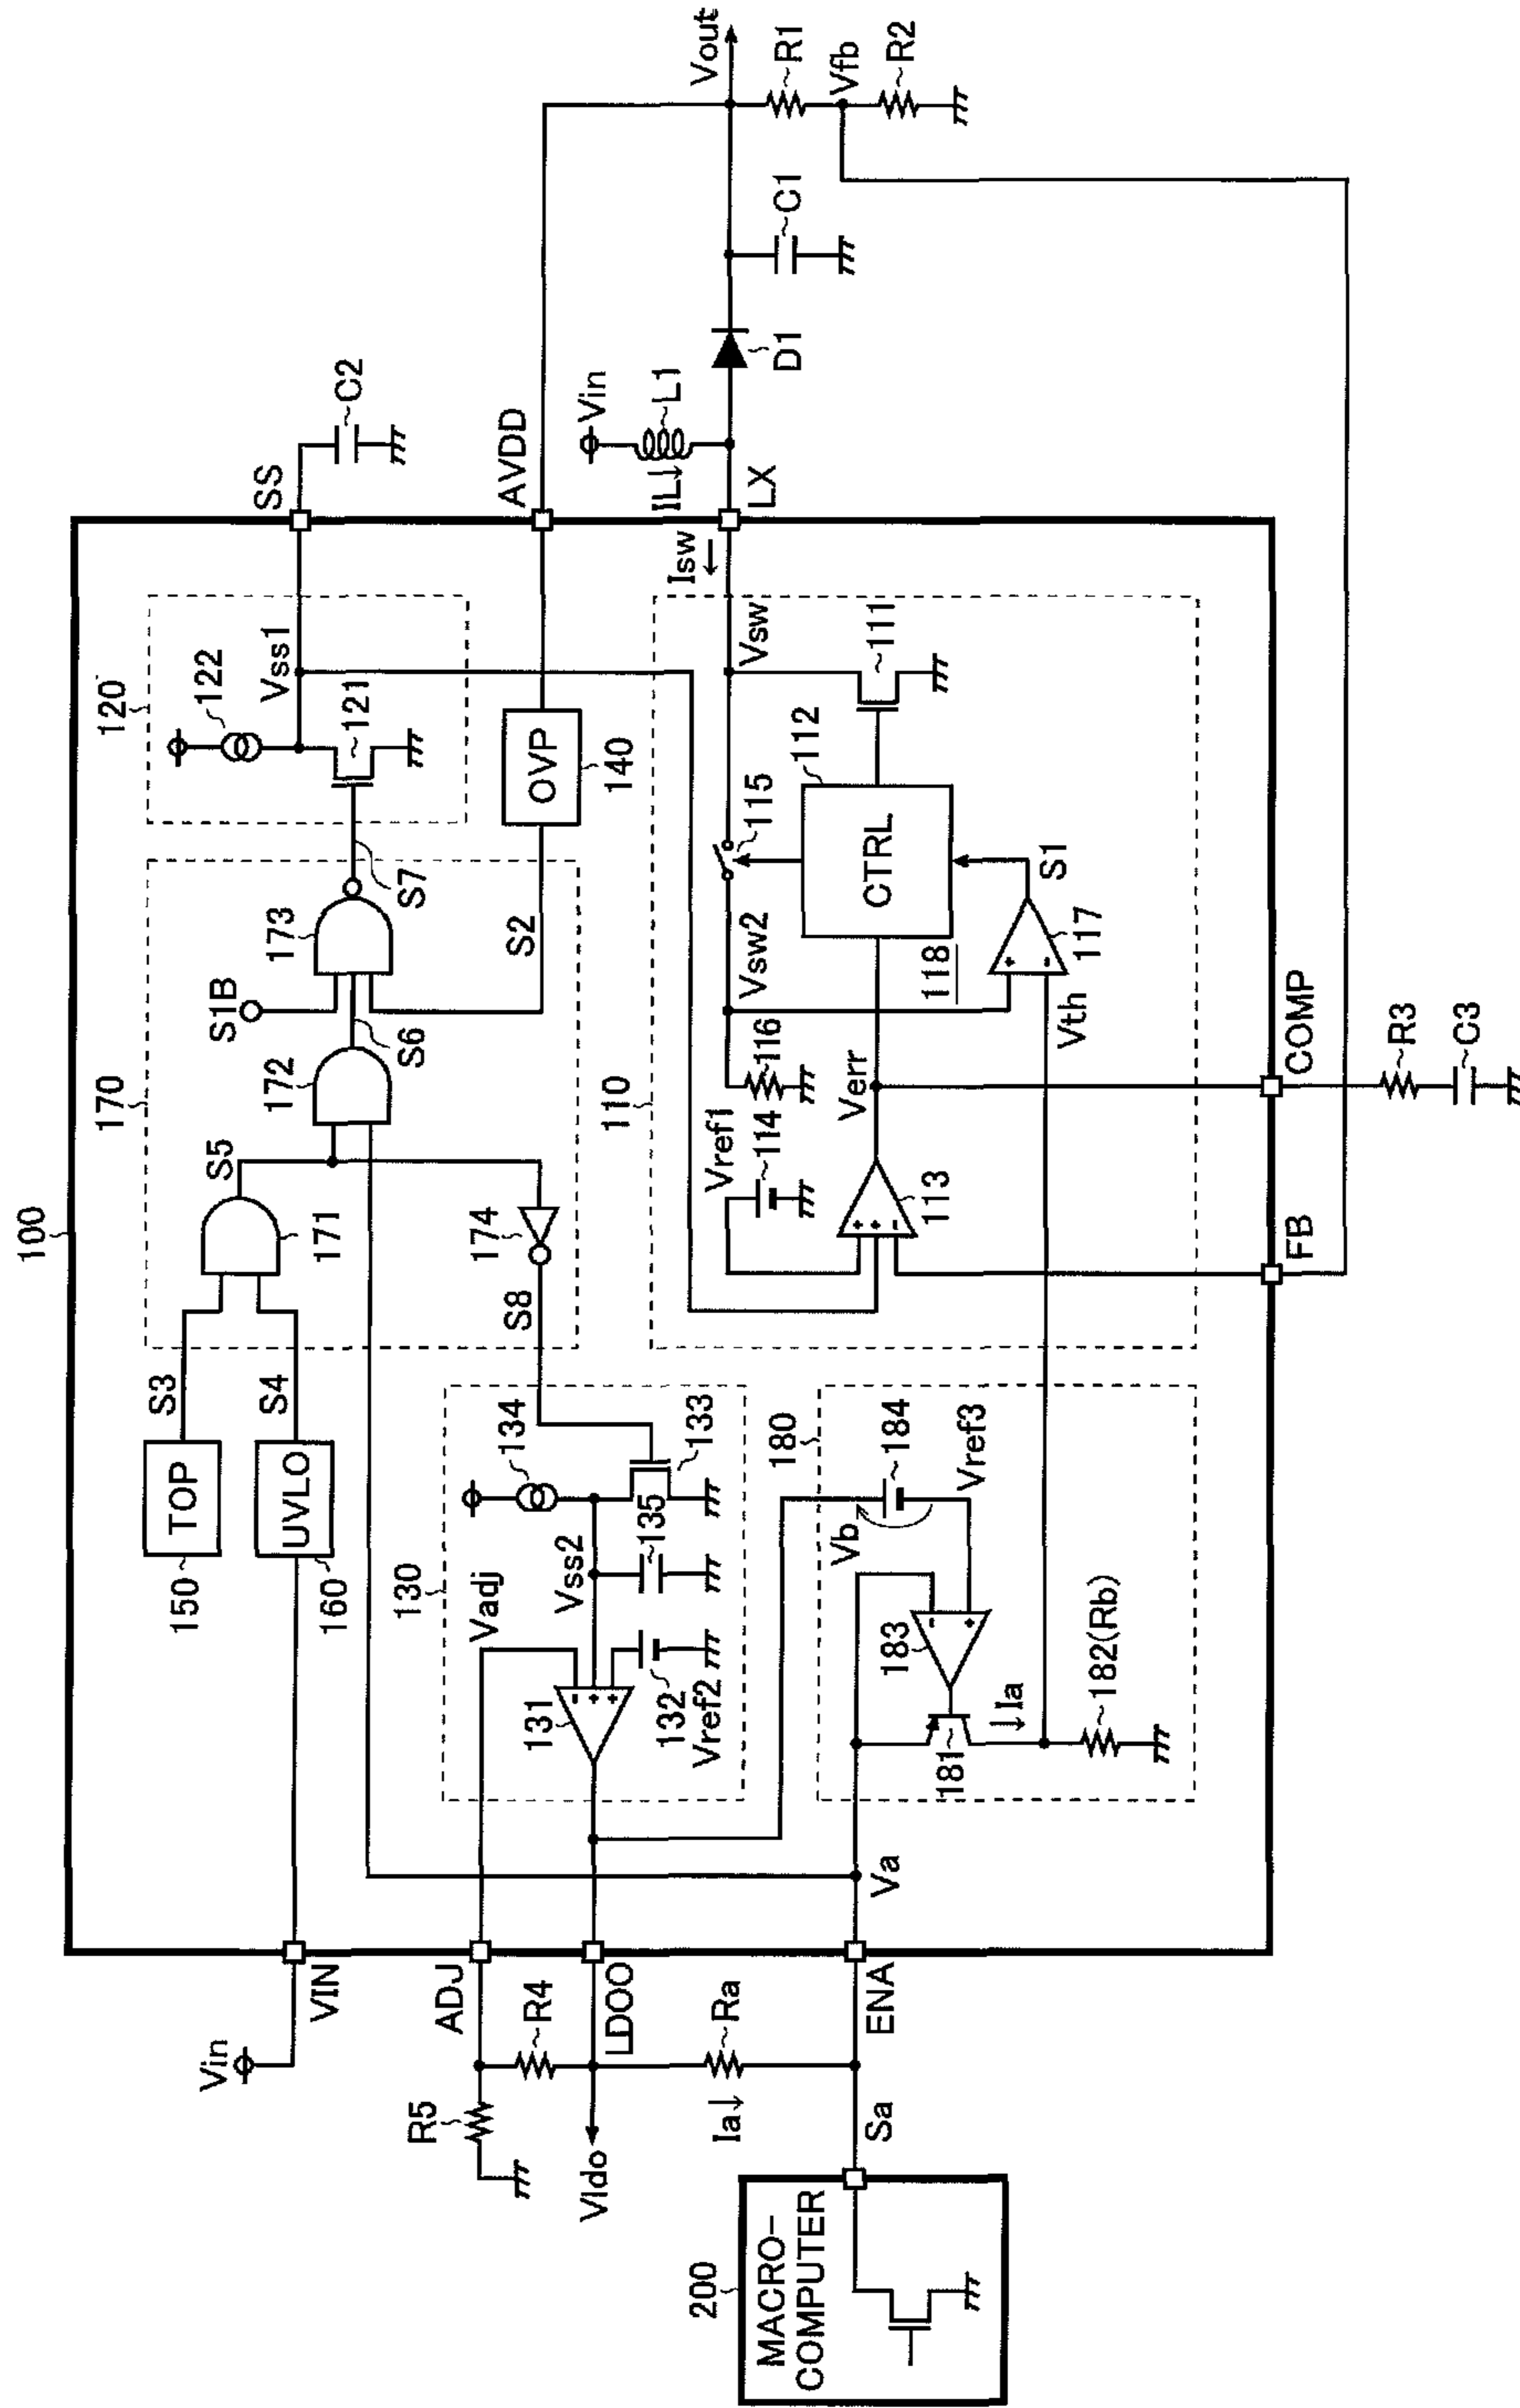 100
VIN
Vin
ADJ
R5
R4
LDOO
Vldo
Ra
Ia
ENA
Sa
200
MACRO-
COMPUTER
TOP
150
S3
UVLO
160
S4
170
171
S5
172
S6
S1B
173
S7
S2
174
S8
120
122
Vss1
121
SS
C2
OVP
140
AVDD
130
Vadj
131
Vss2
134
133
135
132
Vref2
180
184
Vb
Vref3
183
181
Ia
182(Rb)
Va
110
Vref1
114
116
113
Verr
Vsw2
115
CTRL
112
118
S1
117
Vth
Vsw
111
Isw
LX
IL
L1
Vin
D1
C1
Vout
R1
Vfb
R2
FB
COMP
R3
C3